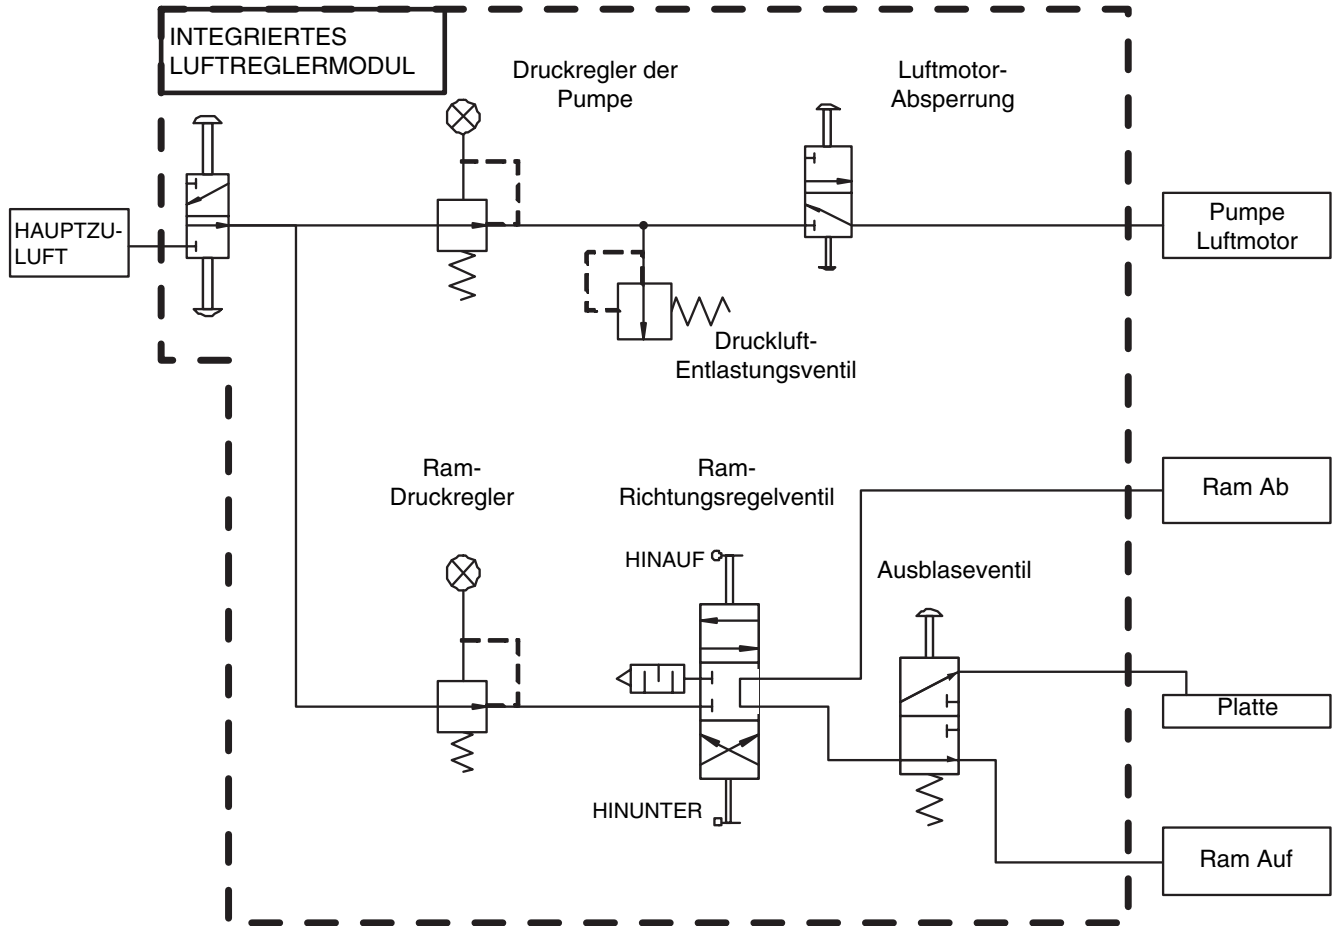 INTEGRIERTES
LUFTREGLERMODUL
Druckregler der
Pumpe
Luftmotor-
Absperrung
HAUPTZU-
LUFT
Pumpe
Luftmotor
Druckluft-
Entlastungsventil
Ram-
Druckregler
Ram-
Richtungsregelventil
Ram Ab
HINAUF
Ausblaseventil
Platte
HINUNTER
Ram Auf